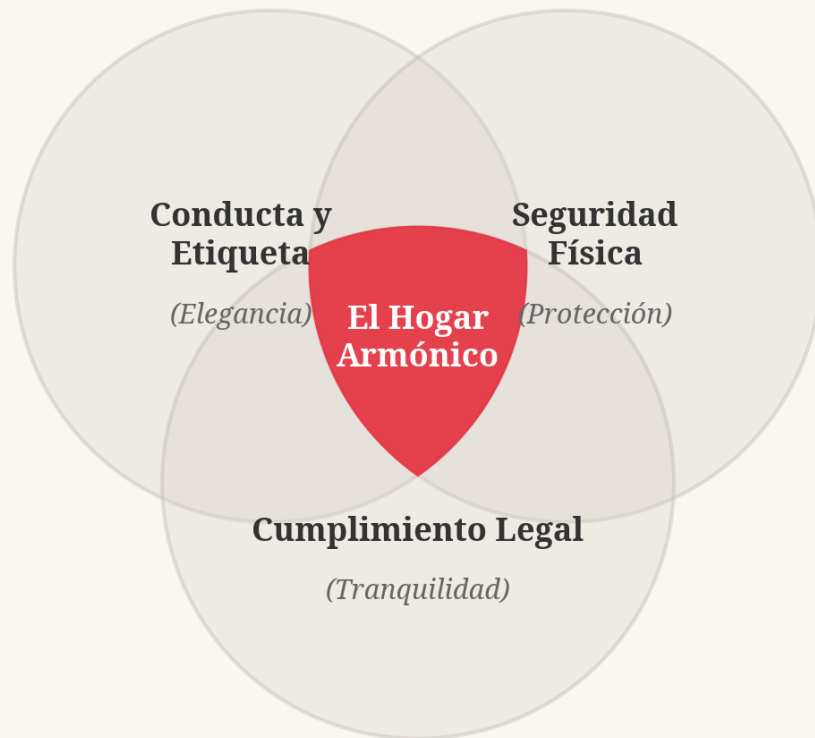 Conducta y
Etiqueta
(Elegancia)
Seguridad
Física
(Protección)
El Hogar
Armónico
Cumplimiento Legal
(Tranquilidad)